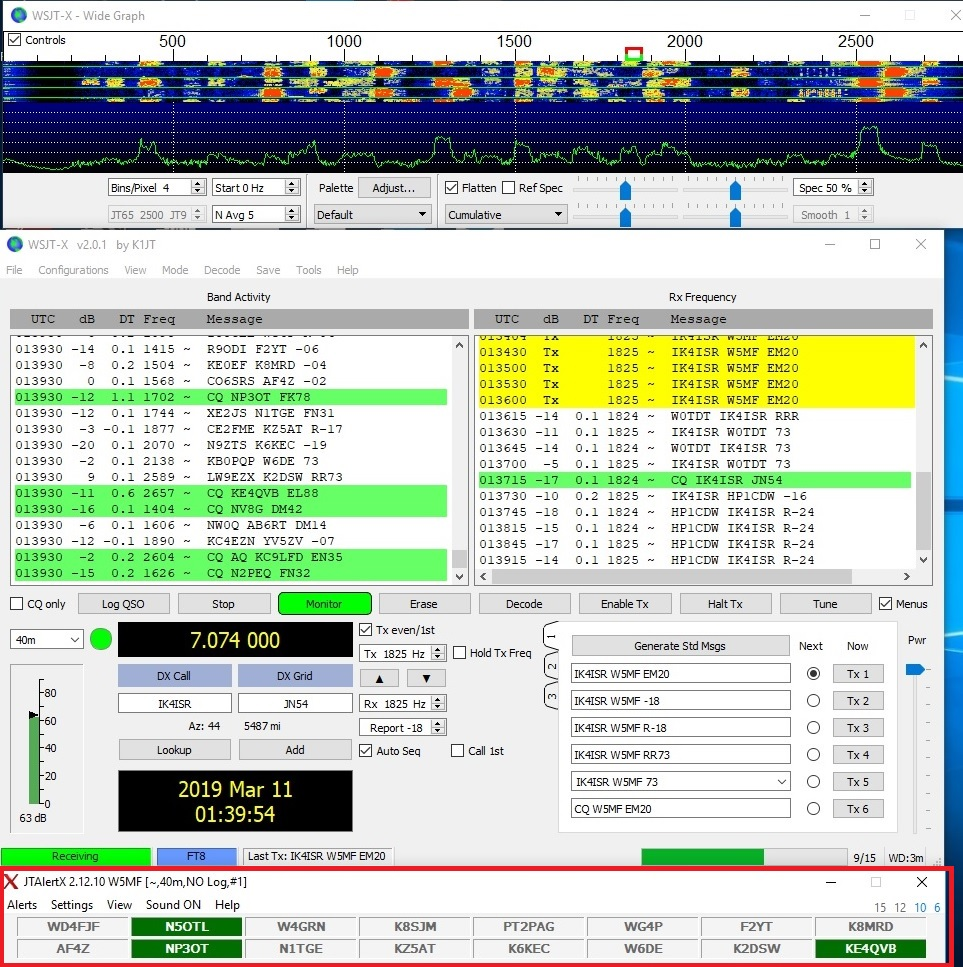 WSJT-X - Wide Graph
Controls
500 1000 1500 2000 2500
Bins/Pixel 4 Start 0 Hz Palette Adjust... Flatten Ref Spec Spec 50 %
JT65 2500 JT9 N Avg 5 Default Cumulative Smooth 1
WSJT-X v2.0.1 by K1JT
File Configurations View Mode Decode Save Tools Help
Band Activity
UTC dB DT Freq Message
013930 -14 0.1 1415 ~ R9ODI F2YT -06
013930 -8 0.2 1504 ~ KE0EF K8MRD -04
013930 0 0.1 1568 ~ CO6SRS AF4Z -02
013930 -12 1.1 1702 ~ CQ NP3OT FK78
013930 -12 0.1 1744 ~ XE2JS N1TGE FN31
013930 -3 -0.1 1877 ~ CE2FME KZ5AT R-17
013930 -20 0.1 2070 ~ N9ZTS K6KEC -19
013930 -2 0.1 2138 ~ KB0PQP W6DE 73
013930 9 0.1 2589 ~ LW9EZX K2DSW RR73
013930 -11 0.6 2657 ~ CQ KE4QVB EL88
013930 -16 0.1 1404 ~ CQ NV8G DM42
013930 -6 0.1 1606 ~ NW0Q AB6RT DM14
013930 -12 -0.1 1890 ~ KC4EZN YV5ZV -07
013930 -2 0.2 2604 ~ CQ AQ KC9LFD EN35
013930 -15 0.2 1626 ~ CQ N2PEQ FN32
Rx Frequency
UTC dB DT Freq Message
013404 Tx 1825 ~ IK4ISR W5MF EM20
013430 Tx 1825 ~ IK4ISR W5MF EM20
013500 Tx 1825 ~ IK4ISR W5MF EM20
013530 Tx 1825 ~ IK4ISR W5MF EM20
013600 Tx 1825 ~ IK4ISR W5MF EM20
013615 -14 0.1 1824 ~ W0TDT IK4ISR RRR
013630 -11 0.1 1825 ~ IK4ISR W0TDT 73
013645 -14 0.1 1824 ~ W0TDT IK4ISR 73
013700 -5 0.1 1825 ~ IK4ISR W0TDT 73
013715 -17 0.1 1824 ~ CQ IK4ISR JN54
013730 -10 0.2 1825 ~ IK4ISR HP1CDW -16
013745 -18 0.1 1824 ~ HP1CDW IK4ISR R-24
013815 -15 0.1 1824 ~ HP1CDW IK4ISR R-24
013845 -17 0.1 1824 ~ HP1CDW IK4ISR R-24
013915 -14 0.1 1824 ~ HP1CDW IK4ISR R-24
CQ only Log QSO Stop Monitor Erase Decode Enable Tx Halt Tx Tune Menus
40m 7.074 000
DX Call DX Grid
IK4ISR JN54
Az: 44 5487 mi
Lookup Add
2019 Mar 11
01:39:54
80
60
40
20
0
63 dB
Tx even/1st
Tx 1825 Hz Hold Tx Freq
Rx 1825 Hz
Report -18
Auto Seq Call 1st
1
2
3
Generate Std Msgs Next Now Pwr
IK4ISR W5MF EM20 Tx 1
IK4ISR W5MF -18 Tx 2
IK4ISR W5MF R-18 Tx 3
IK4ISR W5MF RR73 Tx 4
IK4ISR W5MF 73 Tx 5
CQ W5MF EM20 Tx 6
Receiving FT8 Last Tx: IK4ISR W5MF EM20 9/15 WD:3m
JTAlertX 2.12.10 W5MF [~,40m,NO Log,#1]
Alerts Settings View Sound ON Help 15 12 10 6
WD4FJF N5OTL W4GRN K8SJM PT2PAG WG4P F2YT K8MRD
AF4Z NP3OT N1TGE KZ5AT K6KEC W6DE K2DSW KE4QVB